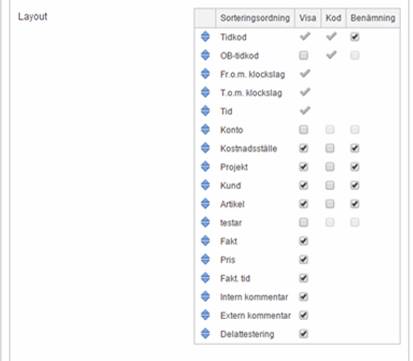 Layout
Sorteringsordning Visa Kod Benämning
Tidkod
OB-tidkod
Fr.o.m. klockslag
T.o.m. klockslag
Tid
Konto
Kostnadsställe
Projekt
Kund
Artikel
testar
Fakt
Pris
Fakt. tid
Intern kommentar
Extern kommentar
Delattestering